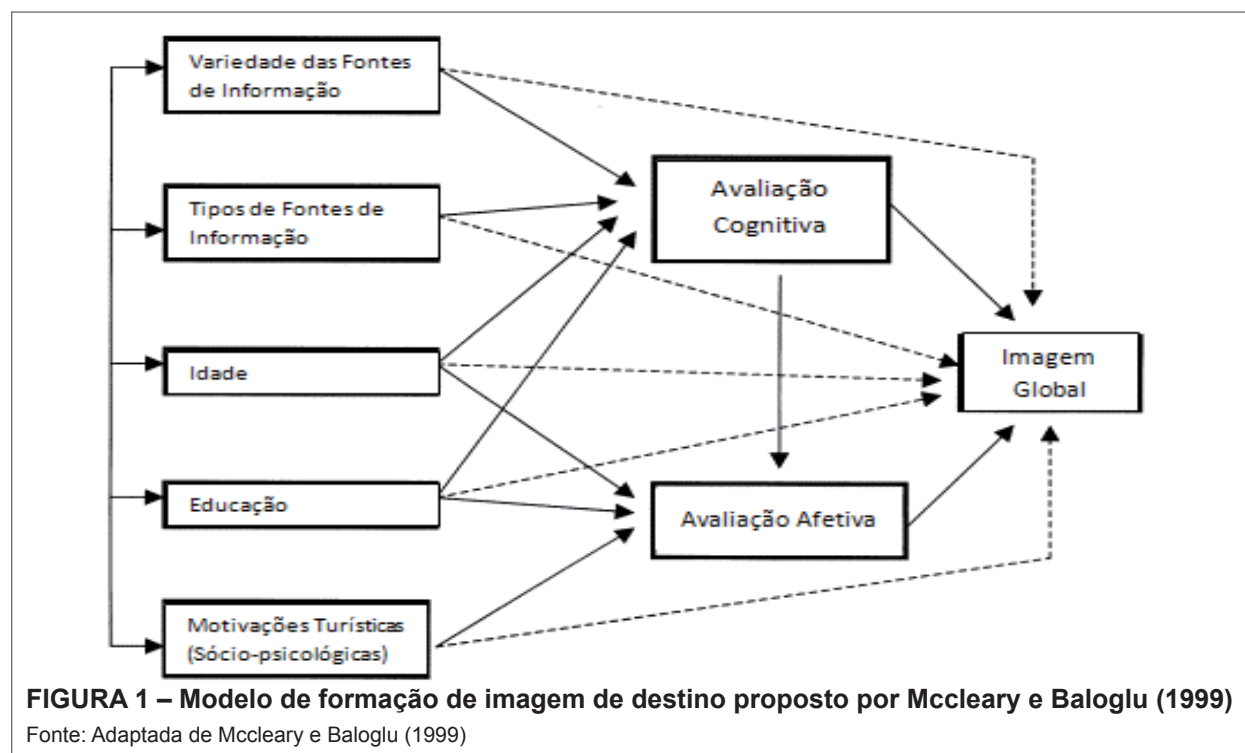 Variedade das Fontes
de Informação
Tipos de Fontes de
Informação
Idade
Educação
Motivações Turísticas
(Sócio-psicológicas)
Avaliação
Cognitiva
Avaliação Afetiva
Imagem
Global
FIGURA 1 – Modelo de formação de imagem de destino proposto por Mccleary e Baloglu (1999)
Fonte: Adaptada de Mccleary e Baloglu (1999)